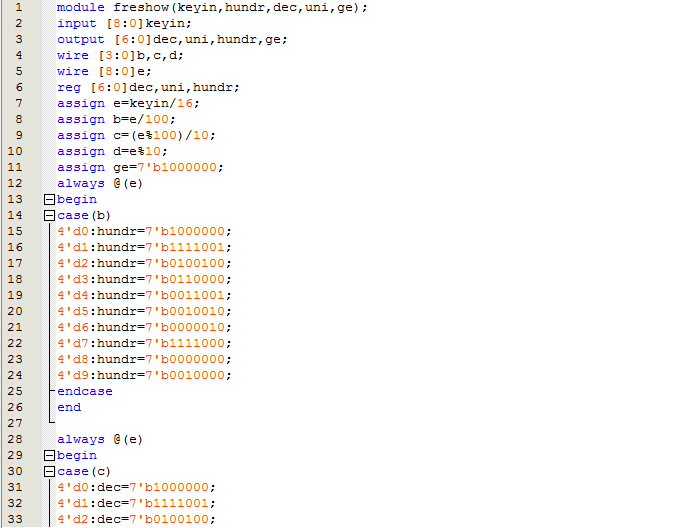 1 module freshow(keyin,hundr,dec,uni,ge);
2 input [8:0]keyin;
3 output [6:0]dec,uni,hundr,ge;
4 wire [3:0]b,c,d;
5 wire [8:0]e;
6 reg [6:0]dec,uni,hundr;
7 assign e=keyin/16;
8 assign b=e/100;
9 assign c=(e%100)/10;
10 assign d=e%10;
11 assign ge=7'b1000000;
12 always @(e)
13 begin
14 case(b)
15 4'd0:hundr=7'b1000000;
16 4'd1:hundr=7'b1111001;
17 4'd2:hundr=7'b0100100;
18 4'd3:hundr=7'b0110000;
19 4'd4:hundr=7'b0011001;
20 4'd5:hundr=7'b0010010;
21 4'd6:hundr=7'b0000010;
22 4'd7:hundr=7'b1111000;
23 4'd8:hundr=7'b0000000;
24 4'd9:hundr=7'b0010000;
25 endcase
26 end
27
28 always @(e)
29 begin
30 case(c)
31 4'd0:dec=7'b1000000;
32 4'd1:dec=7'b1111001;
33 4'd2:dec=7'b0100100;